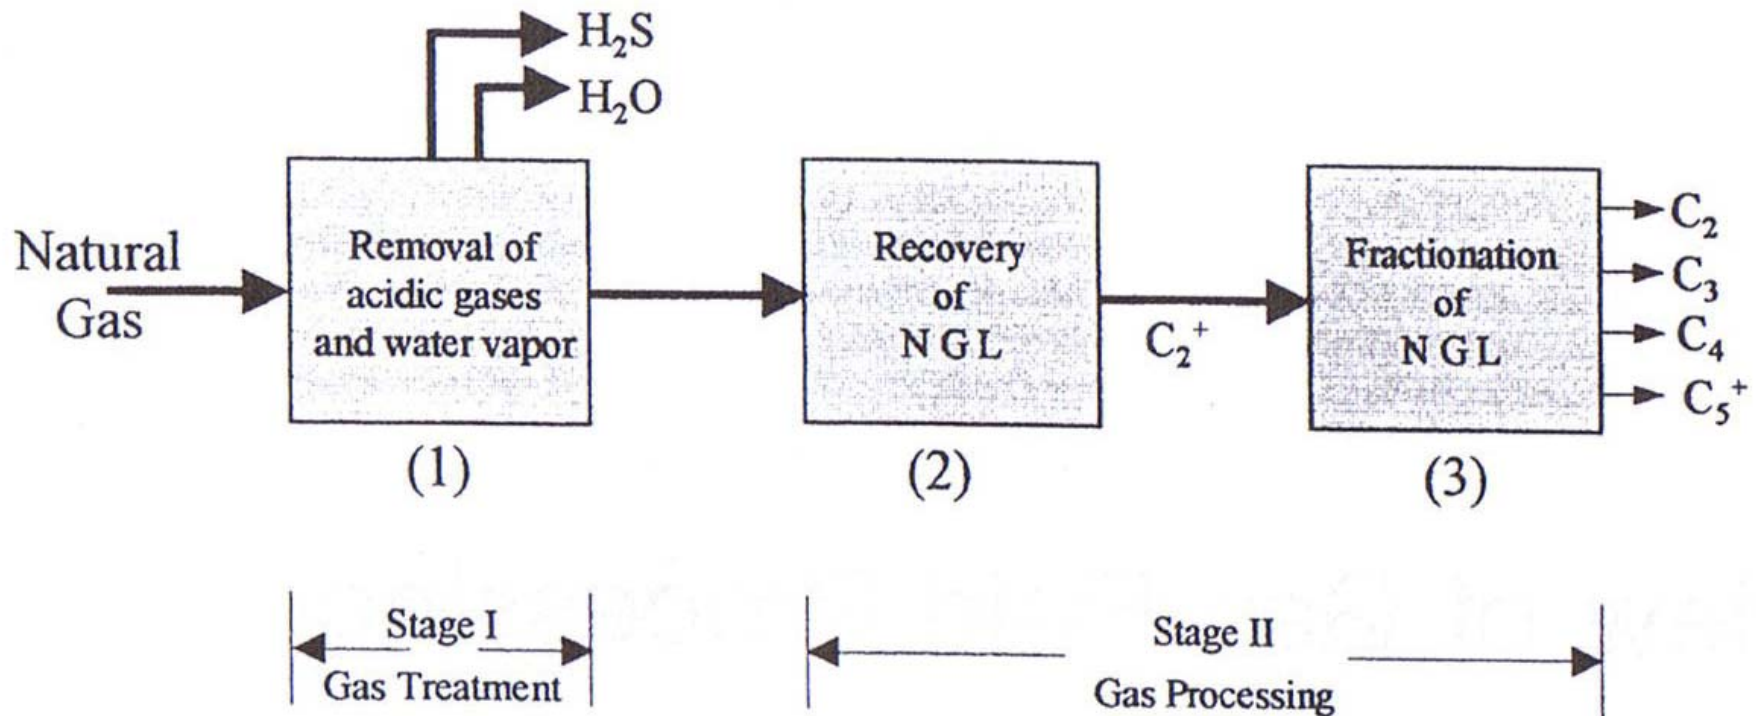 H₂S
H₂O
Natural
Gas
Removal of
acidic gases
and water vapor
(1)
Recovery
of
N G L
(2)
C₂⁺
Fractionation
of
N G L
(3)
C₂
C₃
C₄
C₅⁺
Stage I
Gas Treatment
Stage II
Gas Processing